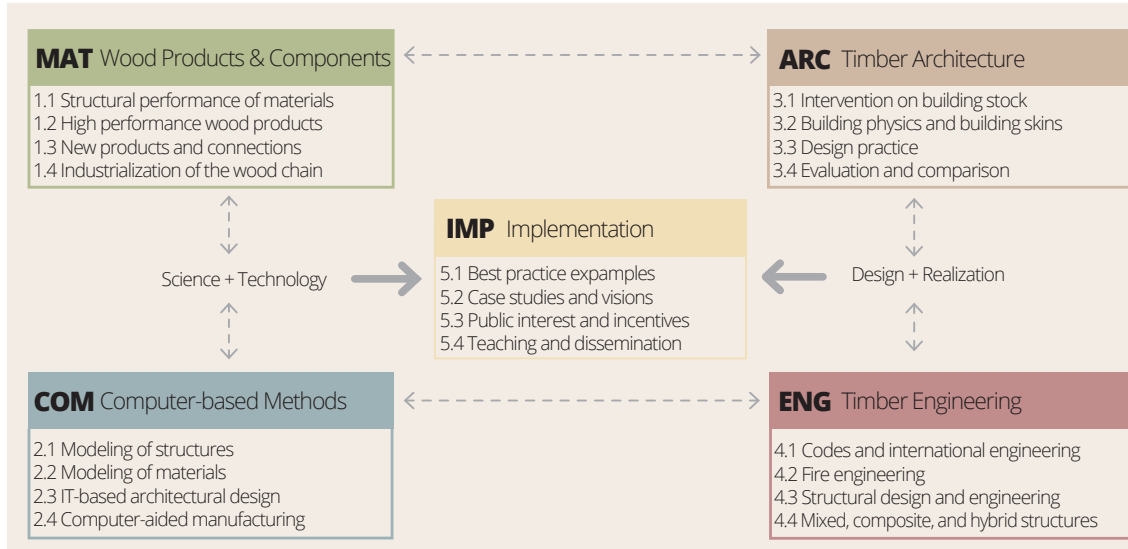 MAT Wood Products & Components
1.1 Structural performance of materials
1.2 High performance wood products
1.3 New products and connections
1.4 Industrialization of the wood chain
ARC Timber Architecture
3.1 Intervention on building stock
3.2 Building physics and building skins
3.3 Design practice
3.4 Evaluation and comparison
IMP Implementation
5.1 Best practice expamples
5.2 Case studies and visions
5.3 Public interest and incentives
5.4 Teaching and dissemination
Science + Technology
Design + Realization
COM Computer-based Methods
2.1 Modeling of structures
2.2 Modeling of materials
2.3 IT-based architectural design
2.4 Computer-aided manufacturing
ENG Timber Engineering
4.1 Codes and international engineering
4.2 Fire engineering
4.3 Structural design and engineering
4.4 Mixed, composite, and hybrid structures